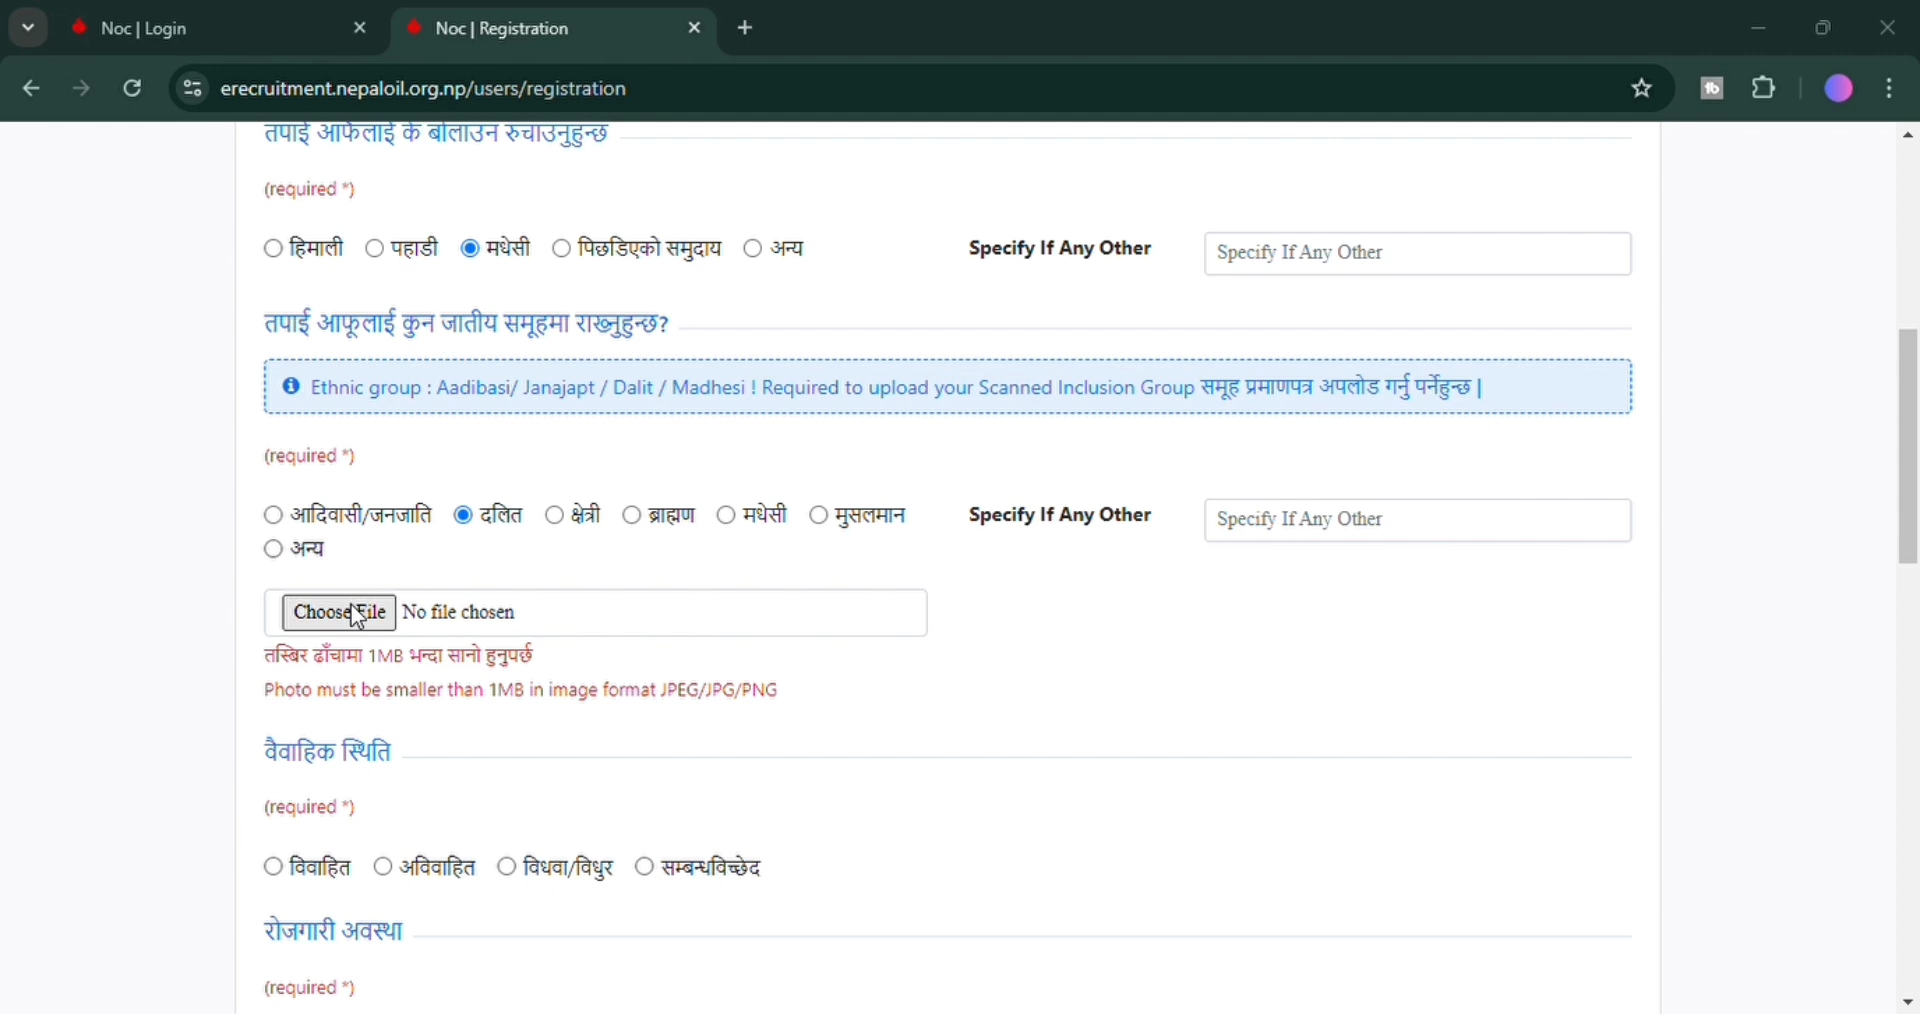 Noc | Login
Noc | Registration
erecruitment.nepaloil.org.np/users/registration
तपाई आफैलाई के बोलाउन रुचाउनुहुन्छ
(required *)
हिमाली पहाडी मधेसी पिछडिएको समुदाय अन्य Specify If Any Other Specify If Any Other
तपाई आफूलाई कुन जातीय समूहमा राख्नुहुन्छ?
Ethnic group : Aadibasi/ Janajapt / Dalit / Madhesi ! Required to upload your Scanned Inclusion Group समूह प्रमाणपत्र अपलोड गर्नु पर्नेहुन्छ |
(required *)
आदिवासी/जनजाति दलित क्षेत्री ब्राह्मण मधेसी मुसलमान Specify If Any Other Specify If Any Other
अन्य
Choose File No file chosen
तस्बिर ढाँचामा 1MB भन्दा सानो हुनुपर्छ
Photo must be smaller than 1MB in image format JPEG/JPG/PNG
वैवाहिक स्थिति
(required *)
विवाहित अविवाहित विधवा/विधुर सम्बन्धविच्छेद
रोजगारी अवस्था
(required *)